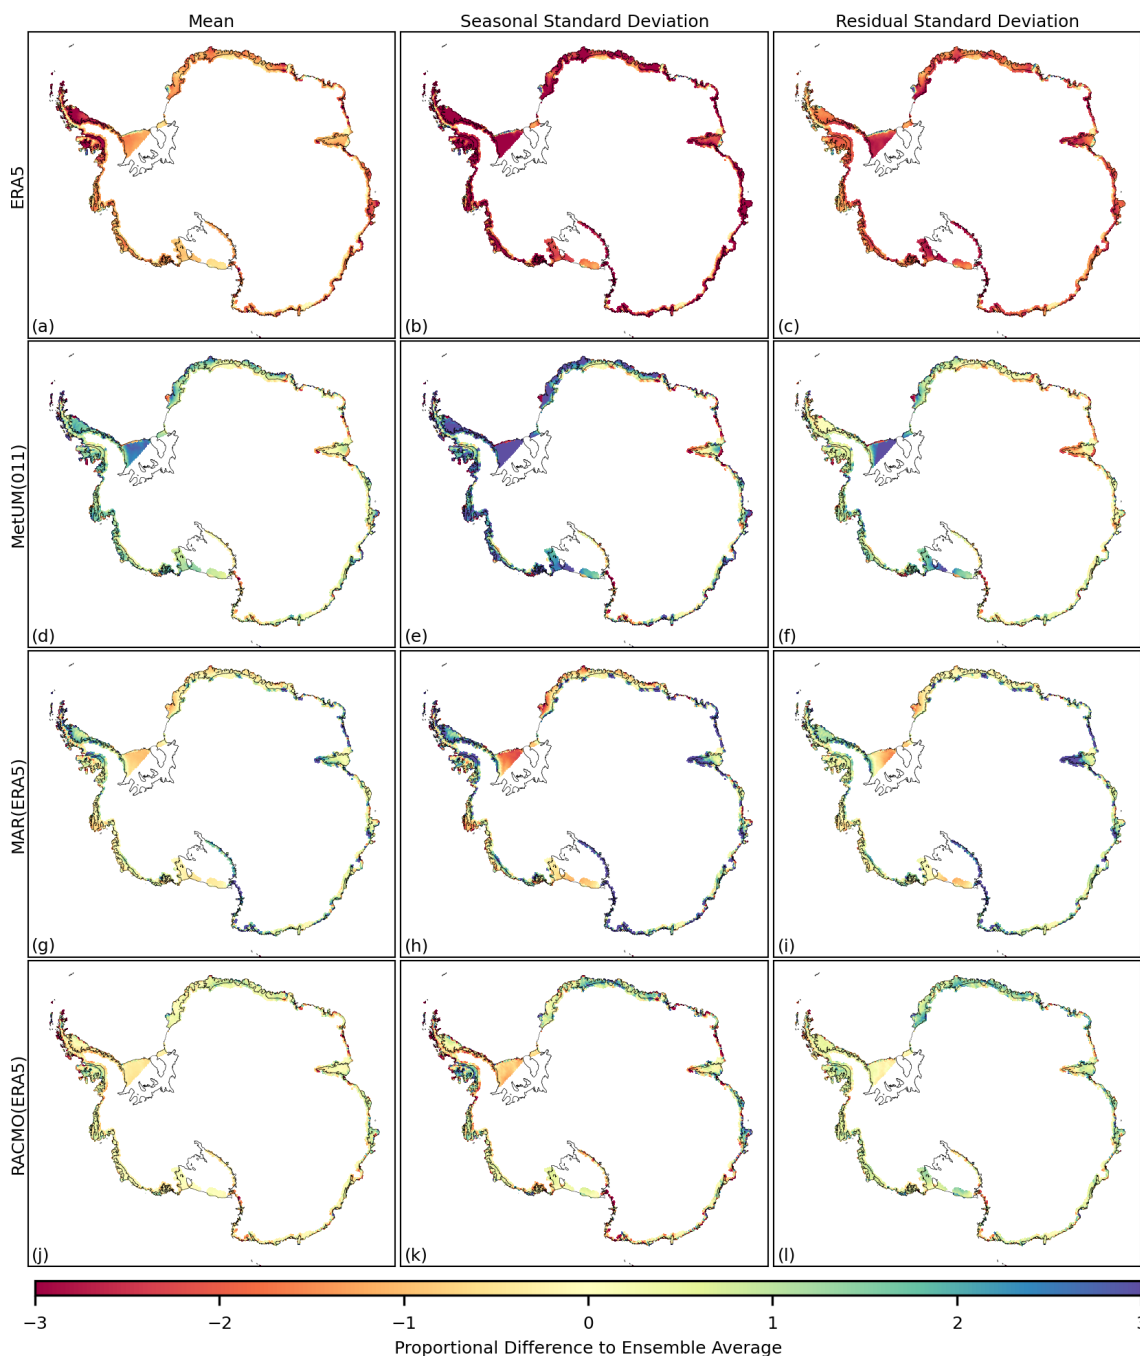 Mean Seasonal Standard Deviation Residual Standard Deviation
ERA5
(a) (b) (c)
MetUM(011)
(d) (e) (f)
MAR(ERA5)
(g) (h) (i)
RACMO(ERA5)
(j) (k) (l)
−3 −2 −1 0 1 2 3
Proportional Difference to Ensemble Average